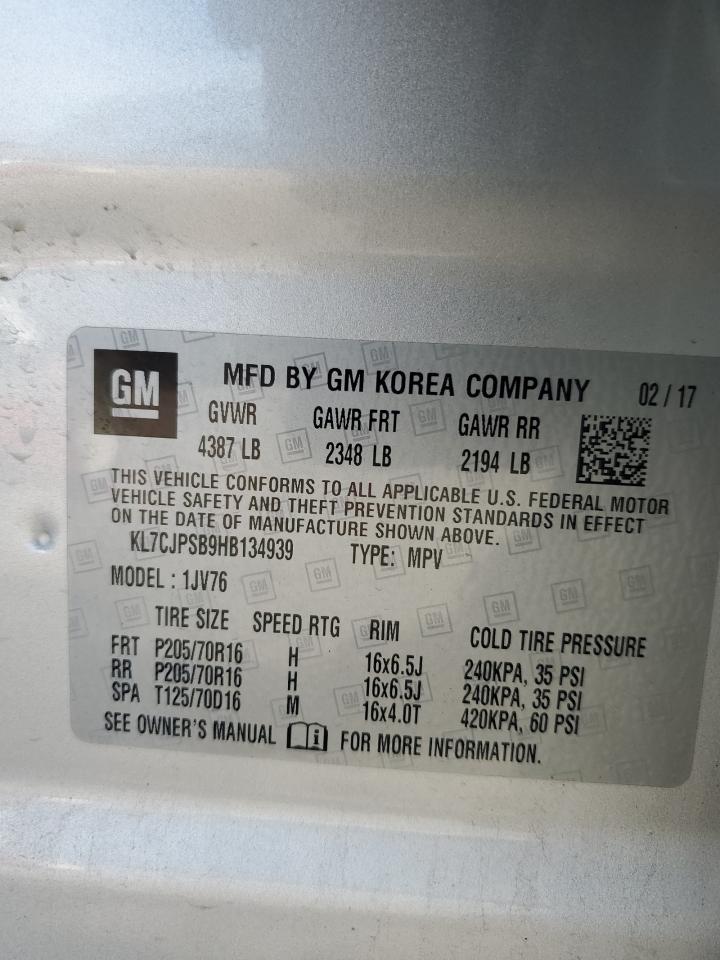 GM
MFD BY GM KOREA COMPANY 02 / 17
GVWR GAWR FRT GAWR RR
4387 LB 2348 LB 2194 LB
THIS VEHICLE CONFORMS TO ALL APPLICABLE U.S. FEDERAL MOTOR
VEHICLE SAFETY AND THEFT PREVENTION STANDARDS IN EFFECT
ON THE DATE OF MANUFACTURE SHOWN ABOVE.
KL7CJPSB9HB134939 TYPE: MPV
MODEL : 1JV76
TIRE SIZE SPEED RTG RIM COLD TIRE PRESSURE
FRT P205/70R16 H 16x6.5J 240KPA, 35 PSI
RR P205/70R16 H 16x6.5J 240KPA, 35 PSI
SPA T125/70D16 M 16x4.0T 420KPA, 60 PSI
SEE OWNER'S MANUAL i FOR MORE INFORMATION.